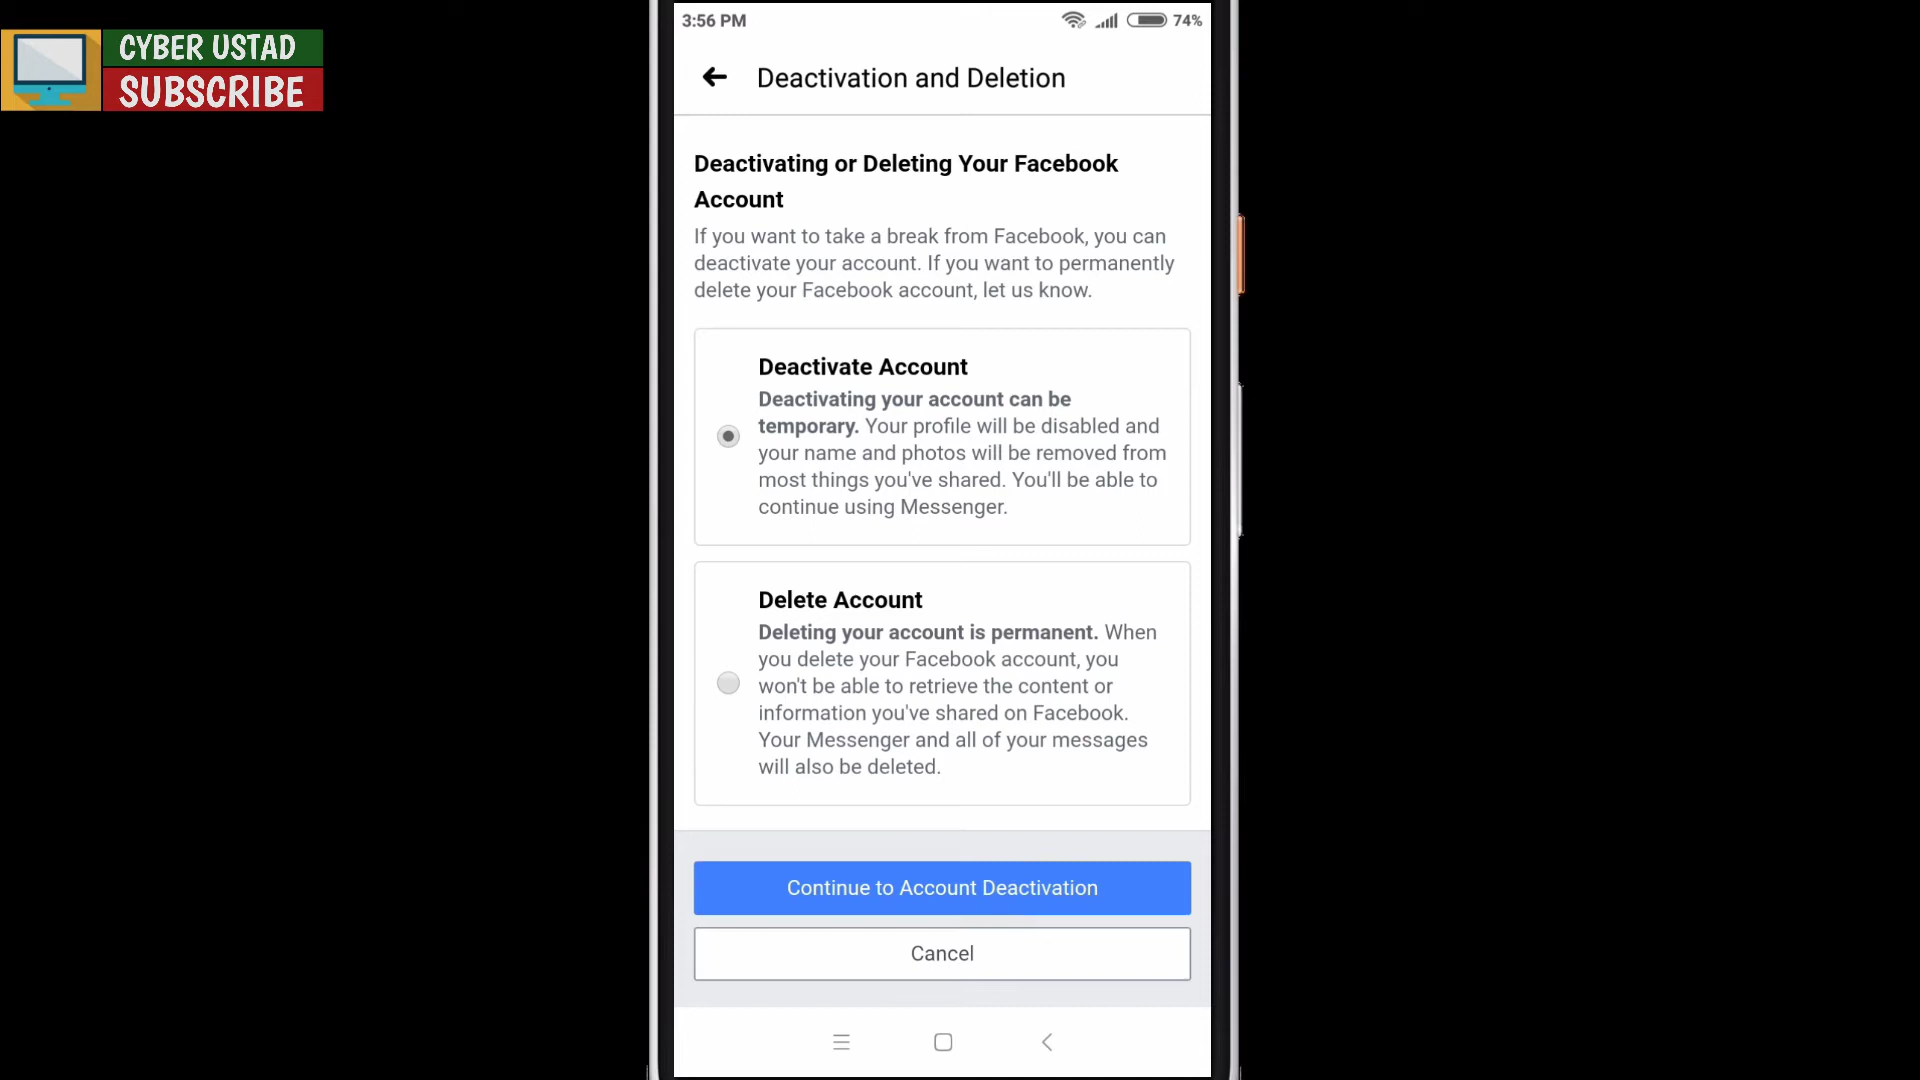 CYBER USTAD
SUBSCRIBE
3:56 PM
74%
Deactivation and Deletion
Deactivating or Deleting Your Facebook
Account
If you want to take a break from Facebook, you can
deactivate your account. If you want to permanently
delete your Facebook account, let us know.
Deactivate Account
Deactivating your account can be
temporary. Your profile will be disabled and
your name and photos will be removed from
most things you've shared. You'll be able to
continue using Messenger.
Delete Account
Deleting your account is permanent. When
you delete your Facebook account, you
won't be able to retrieve the content or
information you've shared on Facebook.
Your Messenger and all of your messages
will also be deleted.
Continue to Account Deactivation
Cancel